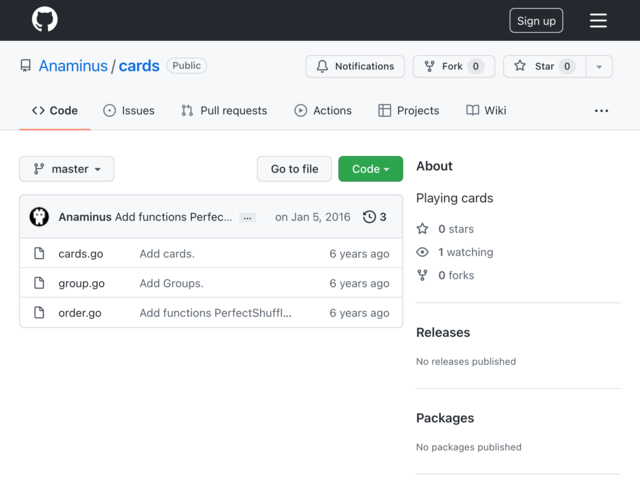 Sign up
Anaminus / cards Public
Notifications Fork 0 Star 0
Code Issues Pull requests Actions Projects Wiki ...
master Go to file Code
Anaminus Add functions Perfec... ... on Jan 5, 2016 3
cards.go Add cards. 6 years ago
group.go Add Groups. 6 years ago
order.go Add functions PerfectShuffl... 6 years ago
About
Playing cards
0 stars
1 watching
0 forks
Releases
No releases published
Packages
No packages published